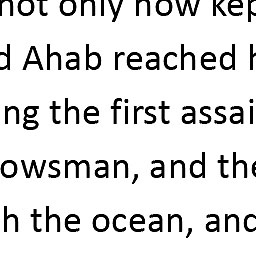 not only now kep
d Ahab reached h
ng the first assai
owsman, and the
h the ocean, and